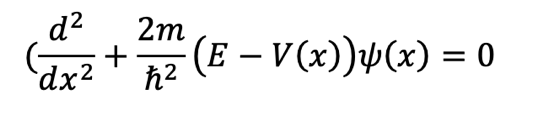 (d²/dx² + 2m/ħ² (E − V(x))ψ(x) = 0